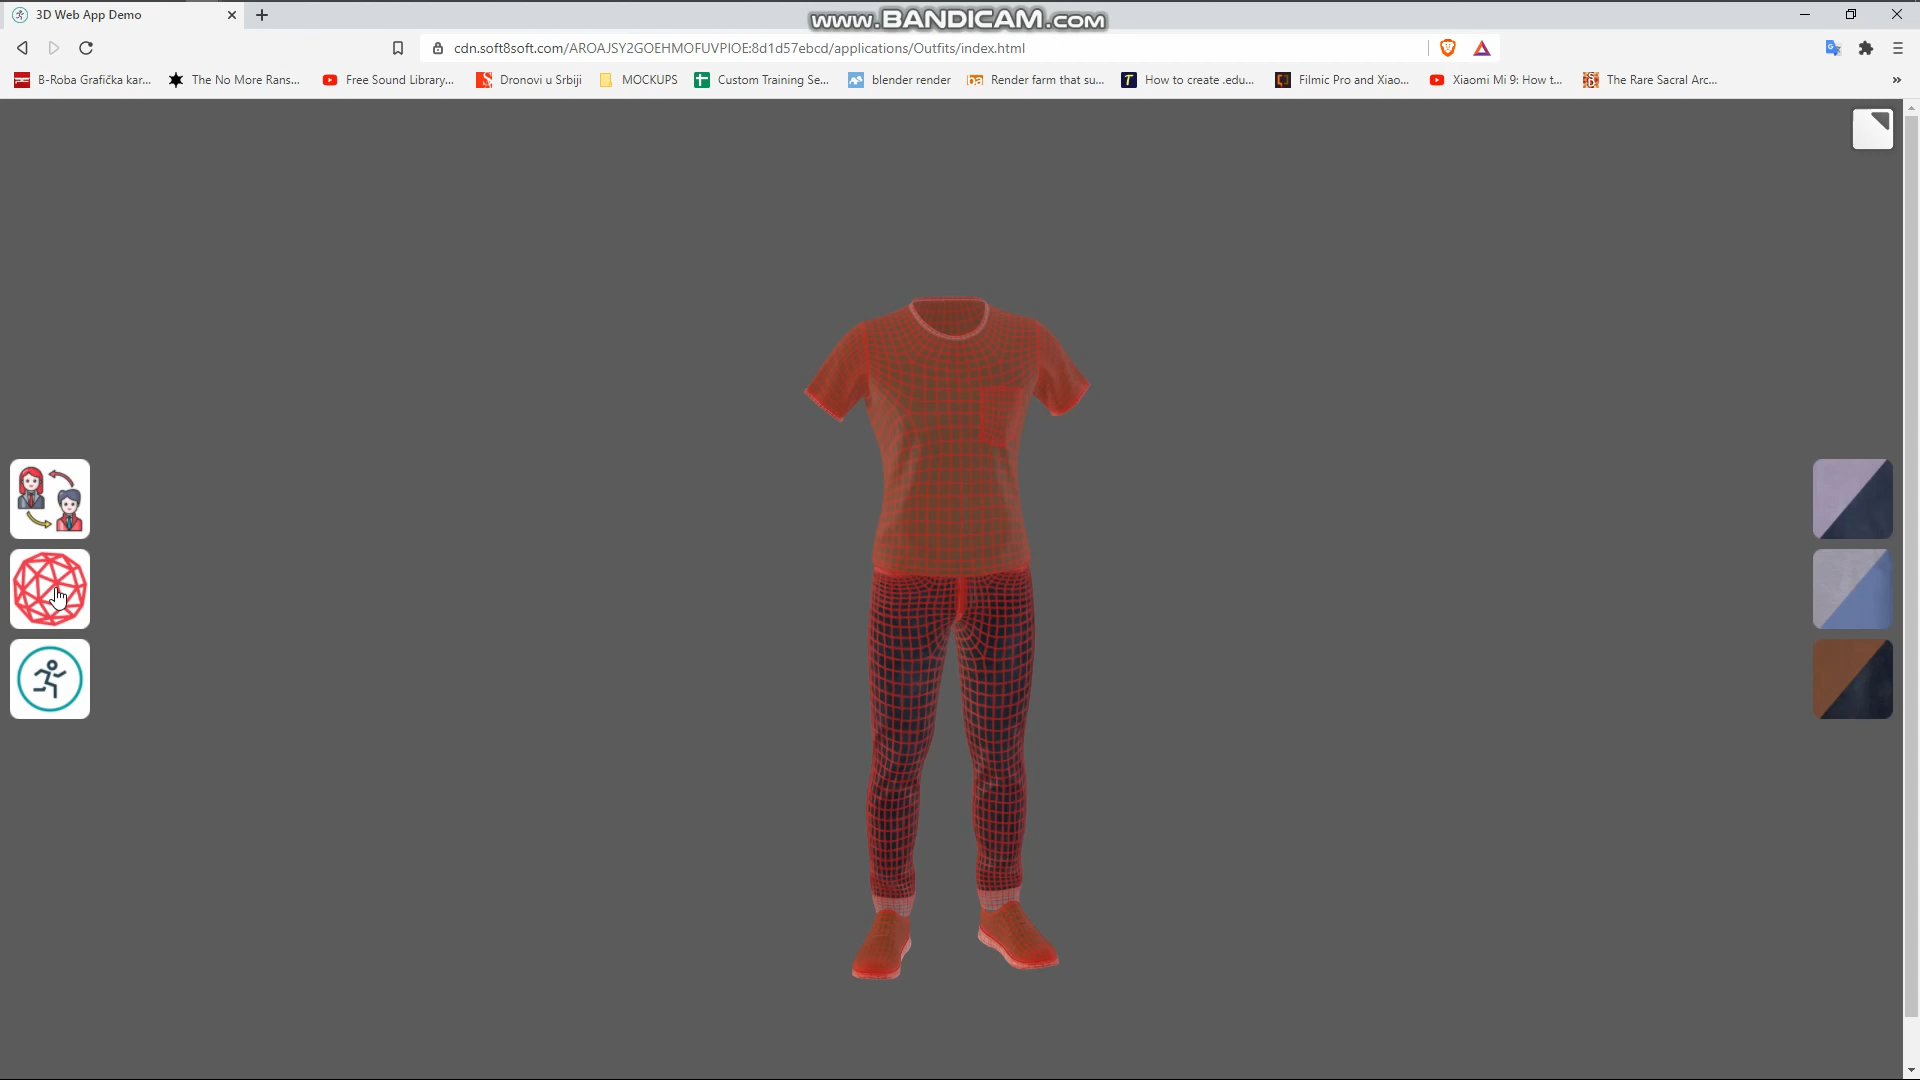 3D Web App Demo
www.BANDICAM.com
cdn.soft8soft.com/AROAJSY2GOEHMOFUVPIOE:8d1d57ebcd/applications/Outfits/index.html
B-Roba Grafička kar...
The No More Rans...
Free Sound Library...
Dronovi u Srbiji
MOCKUPS
Custom Training Se...
blender render
Render farm that su...
How to create .edu...
Filmic Pro and Xiao...
Xiaomi Mi 9: How t...
The Rare Sacral Arc...